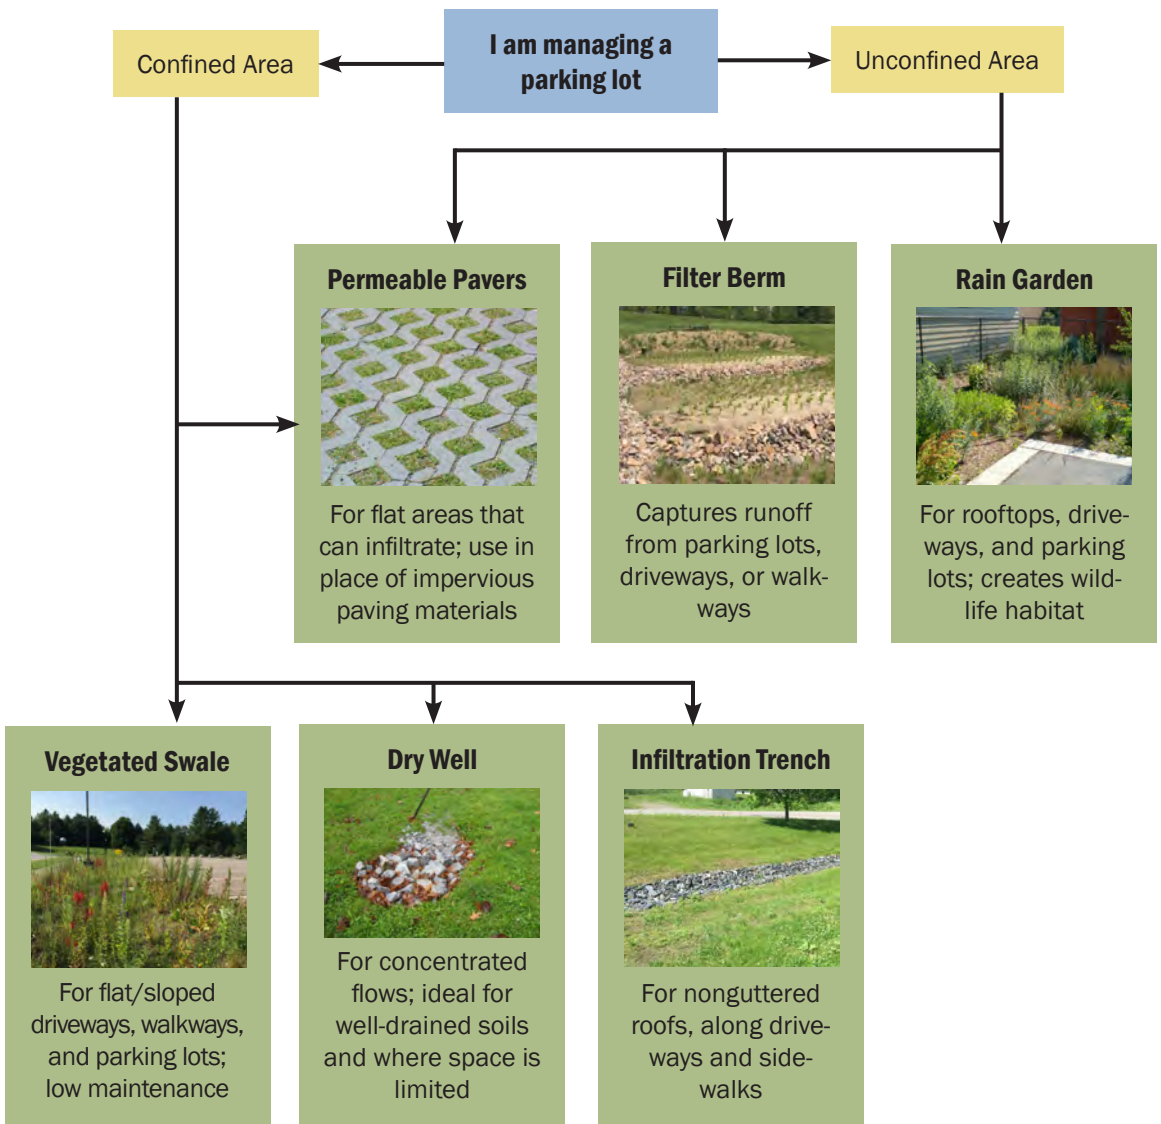 I am managing a
parking lot
Confined Area
Unconfined Area
Permeable Pavers
For flat areas that
can infiltrate; use in
place of impervious
paving materials
Filter Berm
Captures runoff
from parking lots,
driveways, or walk-
ways
Rain Garden
For rooftops, drive-
ways, and parking
lots; creates wild-
life habitat
Vegetated Swale
For flat/sloped
driveways, walkways,
and parking lots;
low maintenance
Dry Well
For concentrated
flows; ideal for
well-drained soils
and where space is
limited
Infiltration Trench
For nonguttered
roofs, along drive-
ways and side-
walks